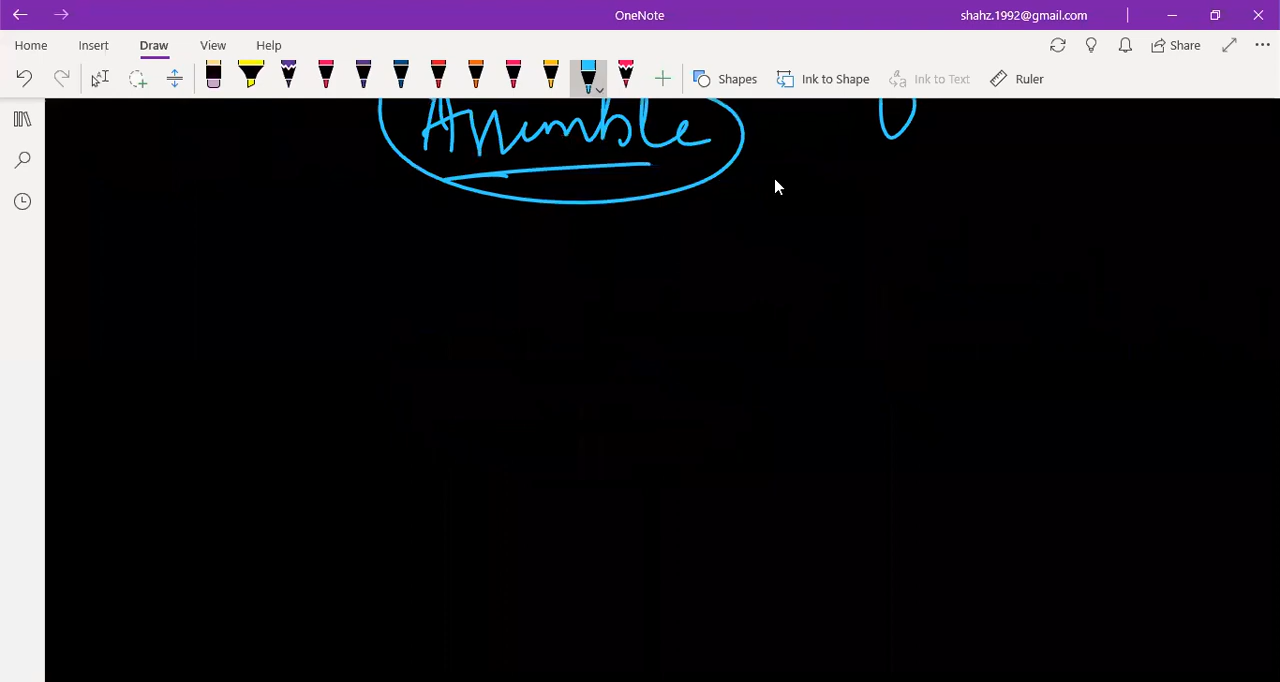 OneNote
shahz.1992@gmail.com
Home Insert Draw View Help
Share
Shapes Ink to Shape Ink to Text Ruler